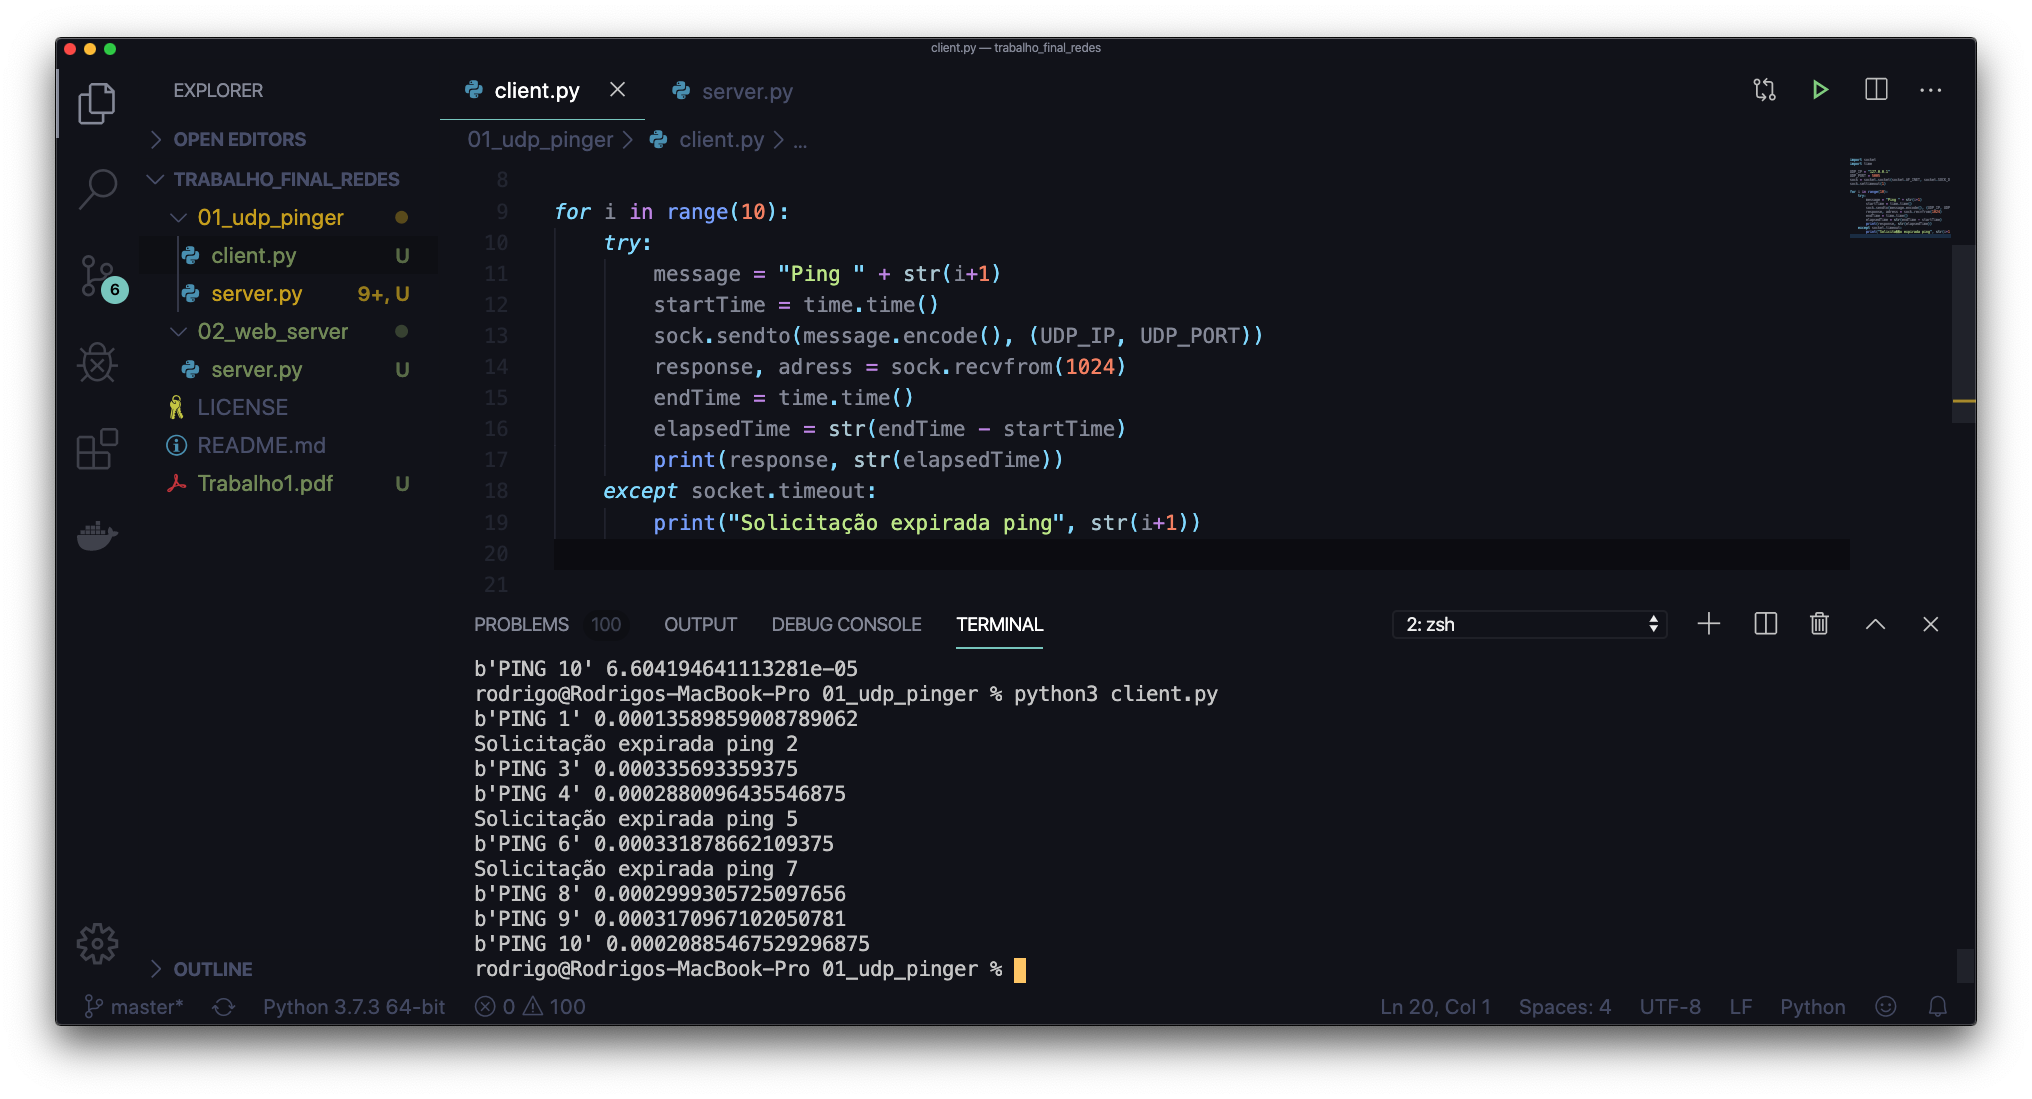 client.py — trabalho_final_redes
EXPLORER
OPEN EDITORS
TRABALHO_FINAL_REDES
01_udp_pinger
client.py U
server.py 9+, U
02_web_server
server.py U
LICENSE
README.md
Trabalho1.pdf U
OUTLINE
6
client.py
server.py
01_udp_pinger client.py ...
8
9 for i in range(10):
10 try:
11 message = "Ping " + str(i+1)
12 startTime = time.time()
13 sock.sendto(message.encode(), (UDP_IP, UDP_PORT))
14 response, adress = sock.recvfrom(1024)
15 endTime = time.time()
16 elapsedTime = str(endTime - startTime)
17 print(response, str(elapsedTime))
18 except socket.timeout:
19 print("Solicitação expirada ping", str(i+1))
20
21
PROBLEMS 100 OUTPUT DEBUG CONSOLE TERMINAL 2: zsh
b'PING 10' 6.604194641113281e-05
rodrigo@Rodrigos-MacBook-Pro 01_udp_pinger % python3 client.py
b'PING 1' 0.00013589859008789062
Solicitação expirada ping 2
b'PING 3' 0.000335693359375
b'PING 4' 0.0002880096435546875
Solicitação expirada ping 5
b'PING 6' 0.000331878662109375
Solicitação expirada ping 7
b'PING 8' 0.0002999305725097656
b'PING 9' 0.0003170967102050781
b'PING 10' 0.00020885467529296875
rodrigo@Rodrigos-MacBook-Pro 01_udp_pinger %
master* Python 3.7.3 64-bit 0 100 Ln 20, Col 1 Spaces: 4 UTF-8 LF Python